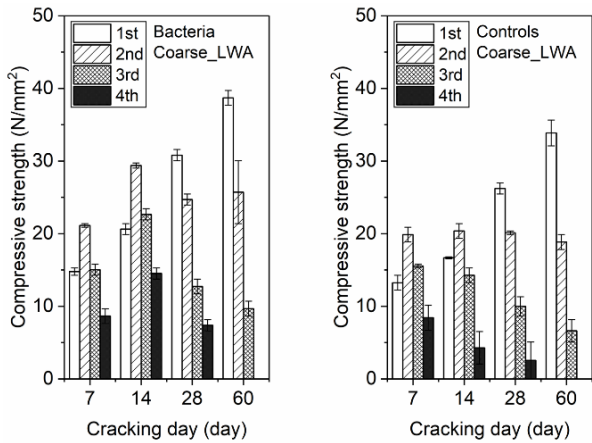 1st Bacteria
2nd Coarse_LWA
3rd
4th
Compressive strength (N/mm²)
50
40
30
20
10
0
7 14 28 60
Cracking day (day)
1st Controls
2nd Coarse_LWA
3rd
4th
Compressive strength (N/mm²)
50
40
30
20
10
0
7 14 28 60
Cracking day (day)